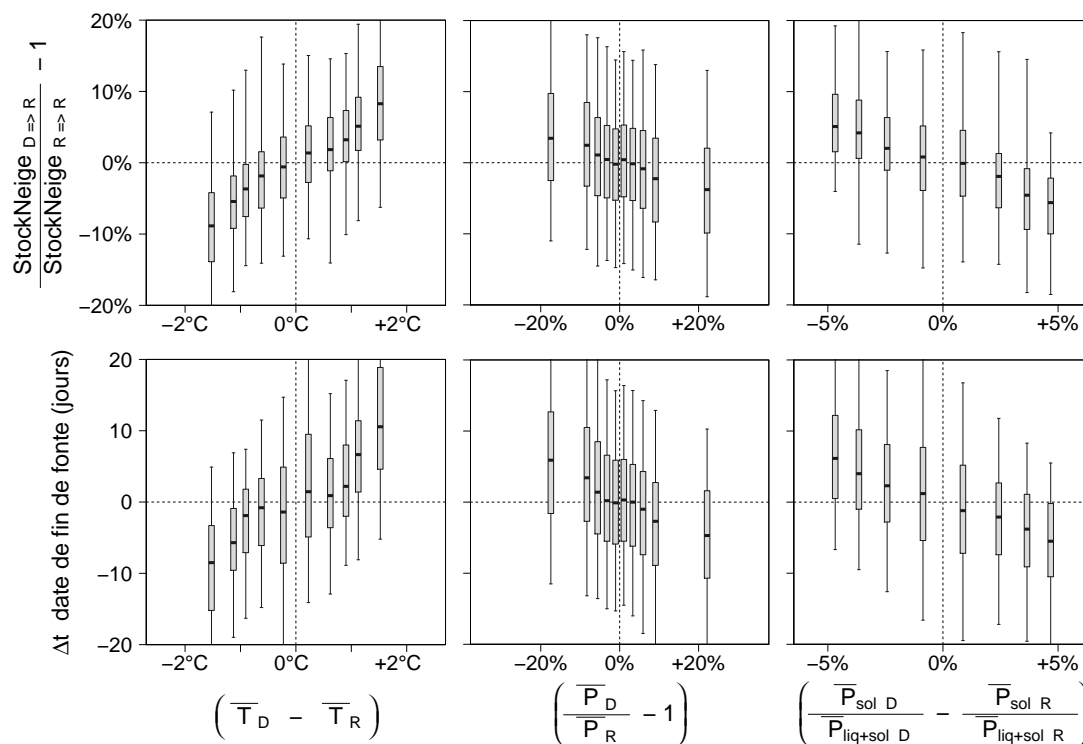 StockNeige D => R
StockNeige R => R
− 1
20%
10%
0%
−10%
−20%
−2°C 0°C +2°C
−20% 0% +20%
−5% 0% +5%
Δt date de fin de fonte (jours)
20
10
0
−10
−20
−2°C 0°C +2°C
−20% 0% +20%
−5% 0% +5%
( T D − T R )
( P D / P R − 1 )
( P sol D / P liq+sol D − P sol R / P liq+sol R )